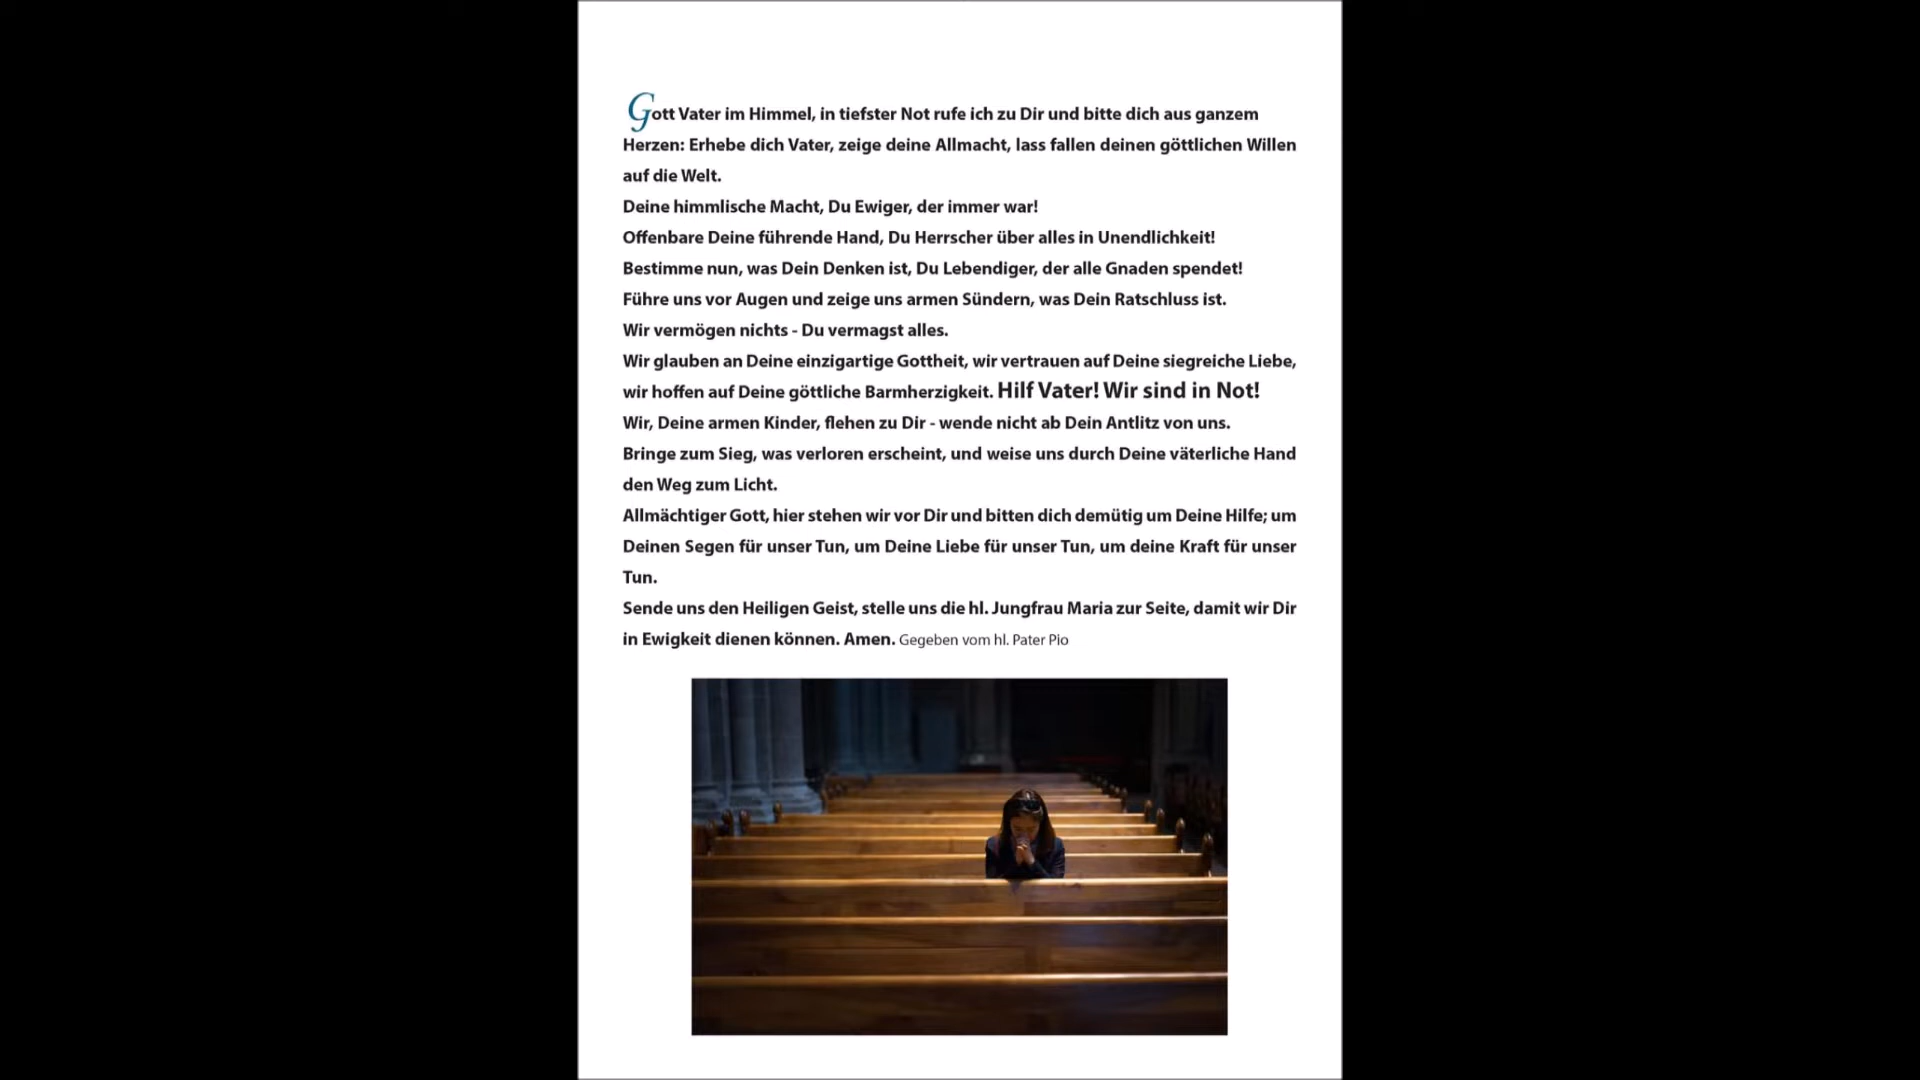 Gott Vater im Himmel, in tiefster Not rufe ich zu Dir und bitte dich aus ganzem
Herzen: Erhebe dich Vater, zeige deine Allmacht, lass fallen deinen göttlichen Willen
auf die Welt.
Deine himmlische Macht, Du Ewiger, der immer war!
Offenbare Deine führende Hand, Du Herrscher über alles in Unendlichkeit!
Bestimme nun, was Dein Denken ist, Du Lebendiger, der alle Gnaden spendet!
Führe uns vor Augen und zeige uns armen Sündern, was Dein Ratschluss ist.
Wir vermögen nichts - Du vermagst alles.
Wir glauben an Deine einzigartige Gottheit, wir vertrauen auf Deine siegreiche Liebe,
wir hoffen auf Deine göttliche Barmherzigkeit. Hilf Vater! Wir sind in Not!
Wir, Deine armen Kinder, flehen zu Dir - wende nicht ab Dein Antlitz von uns.
Bringe zum Sieg, was verloren erscheint, und weise uns durch Deine väterliche Hand
den Weg zum Licht.
Allmächtiger Gott, hier stehen wir vor Dir und bitten dich demütig um Deine Hilfe; um
Deinen Segen für unser Tun, um Deine Liebe für unser Tun, um deine Kraft für unser
Tun.
Sende uns den Heiligen Geist, stelle uns die hl. Jungfrau Maria zur Seite, damit wir Dir
in Ewigkeit dienen können. Amen. Gegeben vom hl. Pater Pio